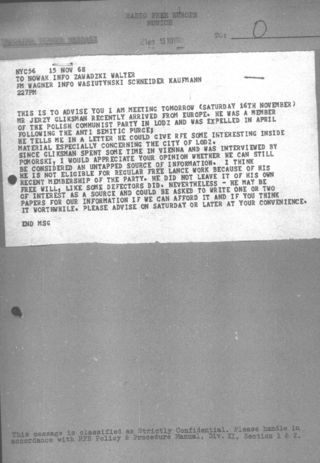 RADIO FREE EUROPE
MUNICH
TO: O
NYC56 15 NOV 68
TO NOWAK INFO ZAWADZKI WALTER
FM WAGNER INFO WASIUTYNSKI SCHNEIDER KAUFMANN
227PM
THIS IS TO ADVISE YOU I AM MEETING TOMORROW (SATURDAY 16TH NOVEMBER)
MR JERZY GLIKSMAN RECENTLY ARRIVED FROM EUROPE. HE WAS A MEMBER
OF THE POLISH COMMUNIST PARTY IN LODZ AND WAS EXPELLED IN APRIL
FOLLOWING THE ANTI SEMITIC PURGE;
HE TELLS ME IN A LETTER HE COULD GIVE RFE SOME INTERESTING INSIDE
MATERIAL ESPECIALLY CONCERNING THE CITY OF LODZ.
SINCE GLIKSMAN SPENT SOME TIME IN VIENNA AND WAS INTERVIEWED BY
POMORSKI, I WOULD APPRECIATE YOUR OPINION WHETHER HE CAN STILL
BE CONSIDERED AN UNTAPPED SOURCE OF INFORMATION. I THINK
HE IS NOT ELIGIBLE FOR REGULAR FREE LANCE WORK BECAUSE OF HIS
RECENT MEMBERSHIP OF THE PARTY. HE DID NOT LEAVE IT OF HIS OWN
FREE WILL, LIKE SOME DEFECTORS DID. NEVERTHELESS - HE MAY BE
OF INTEREST AS A SOURCE AND COULD BE ASKED TO WRITE ONE OR TWO
PAPERS FOR OUR INFORMATION IF WE CAN AFFORD IT AND IF YOU THINK
IT WORTHWHILE. PLEASE ADVISE ON SATURDAY OR LATER AT YOUR CONVENIENCE.
END MSG
This message is classified as Strictly Confidential. Please handle in
accordance with RFE Policy & Procedure Manual, Div. XI, Section 1 & 2.